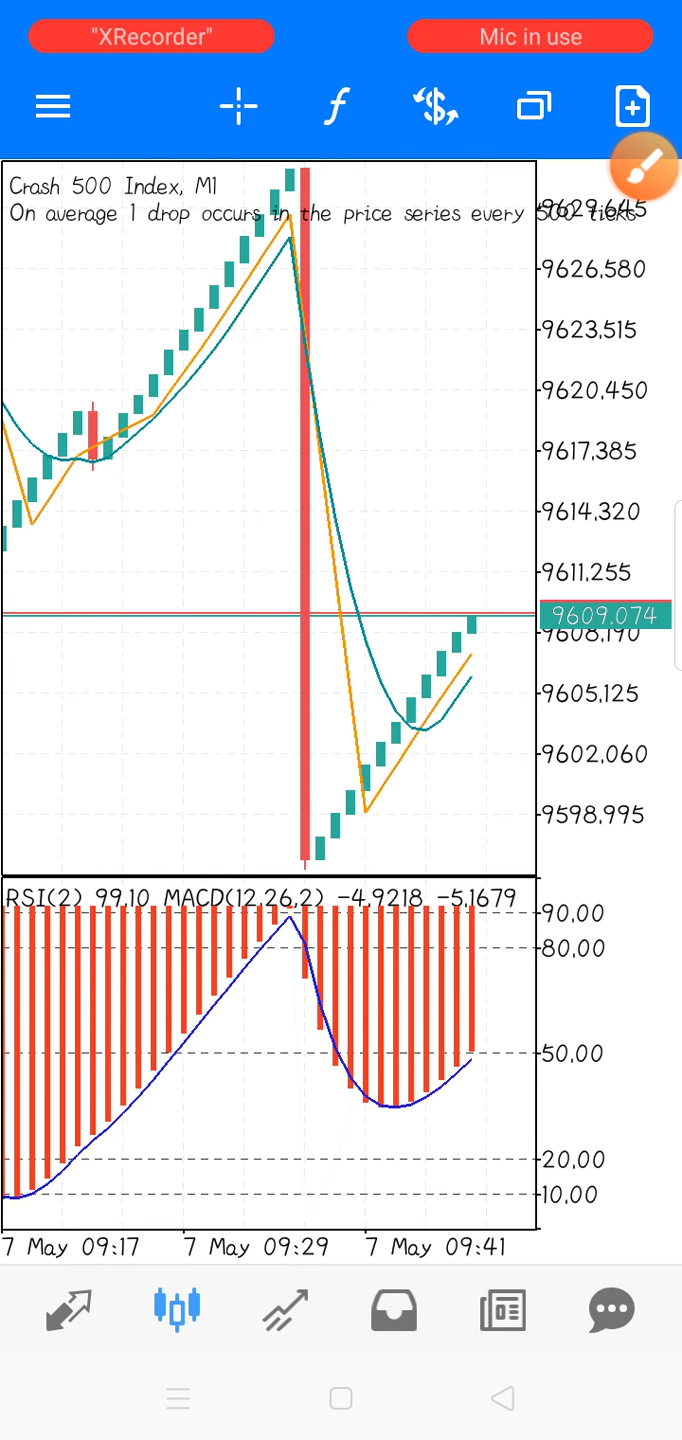 "XRecorder"
Mic in use
Crash 500 Index, M1
On average 1 drop occurs in the price series every 500 ticks
9629,645
9626,580
9623,515
9620,450
9617,385
9614,320
9611,255
9609.074
9608,190
9605,125
9602,060
9598,995
RSI(2) 99,10 MACD(12,26,2) -4,9218 -5,1679
90,00
80,00
50,00
20,00
10,00
7 May 09:17
7 May 09:29
7 May 09:41